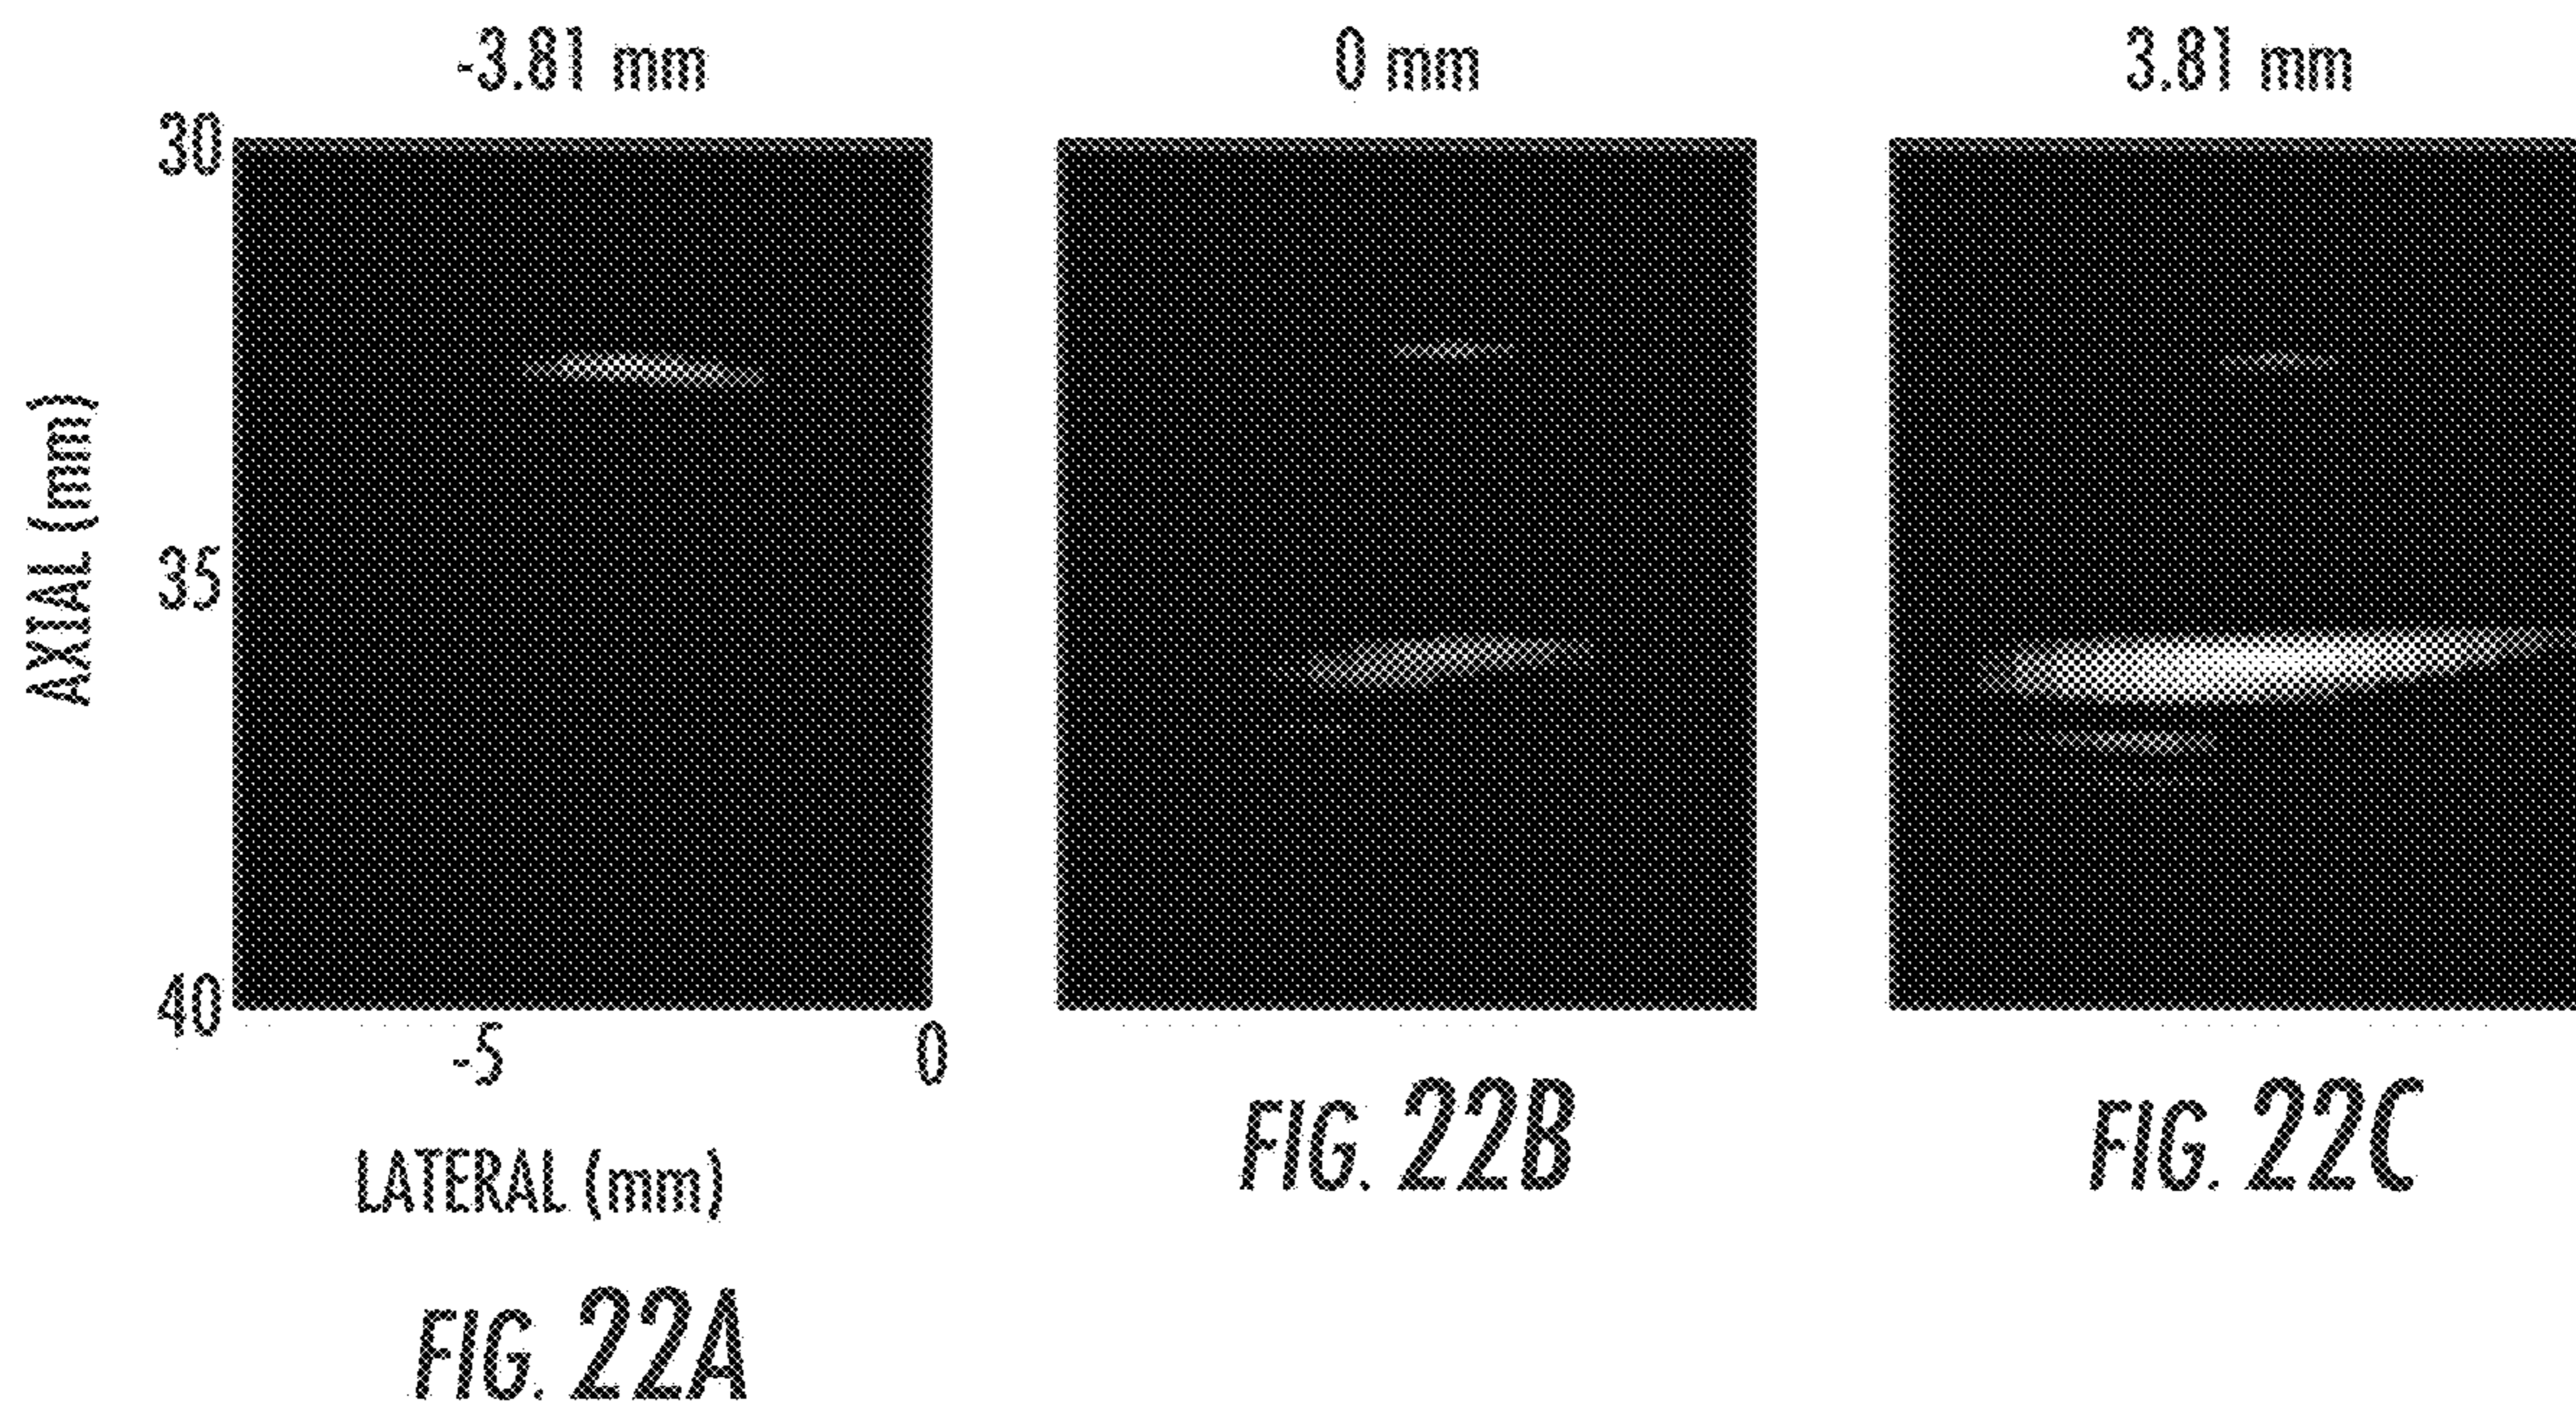 -3.81 mm
0 mm
3.81 mm
30
35
40
AXIAL (mm)
-5
0
LATERAL (mm)
FIG. 22A
FIG. 22B
FIG. 22C